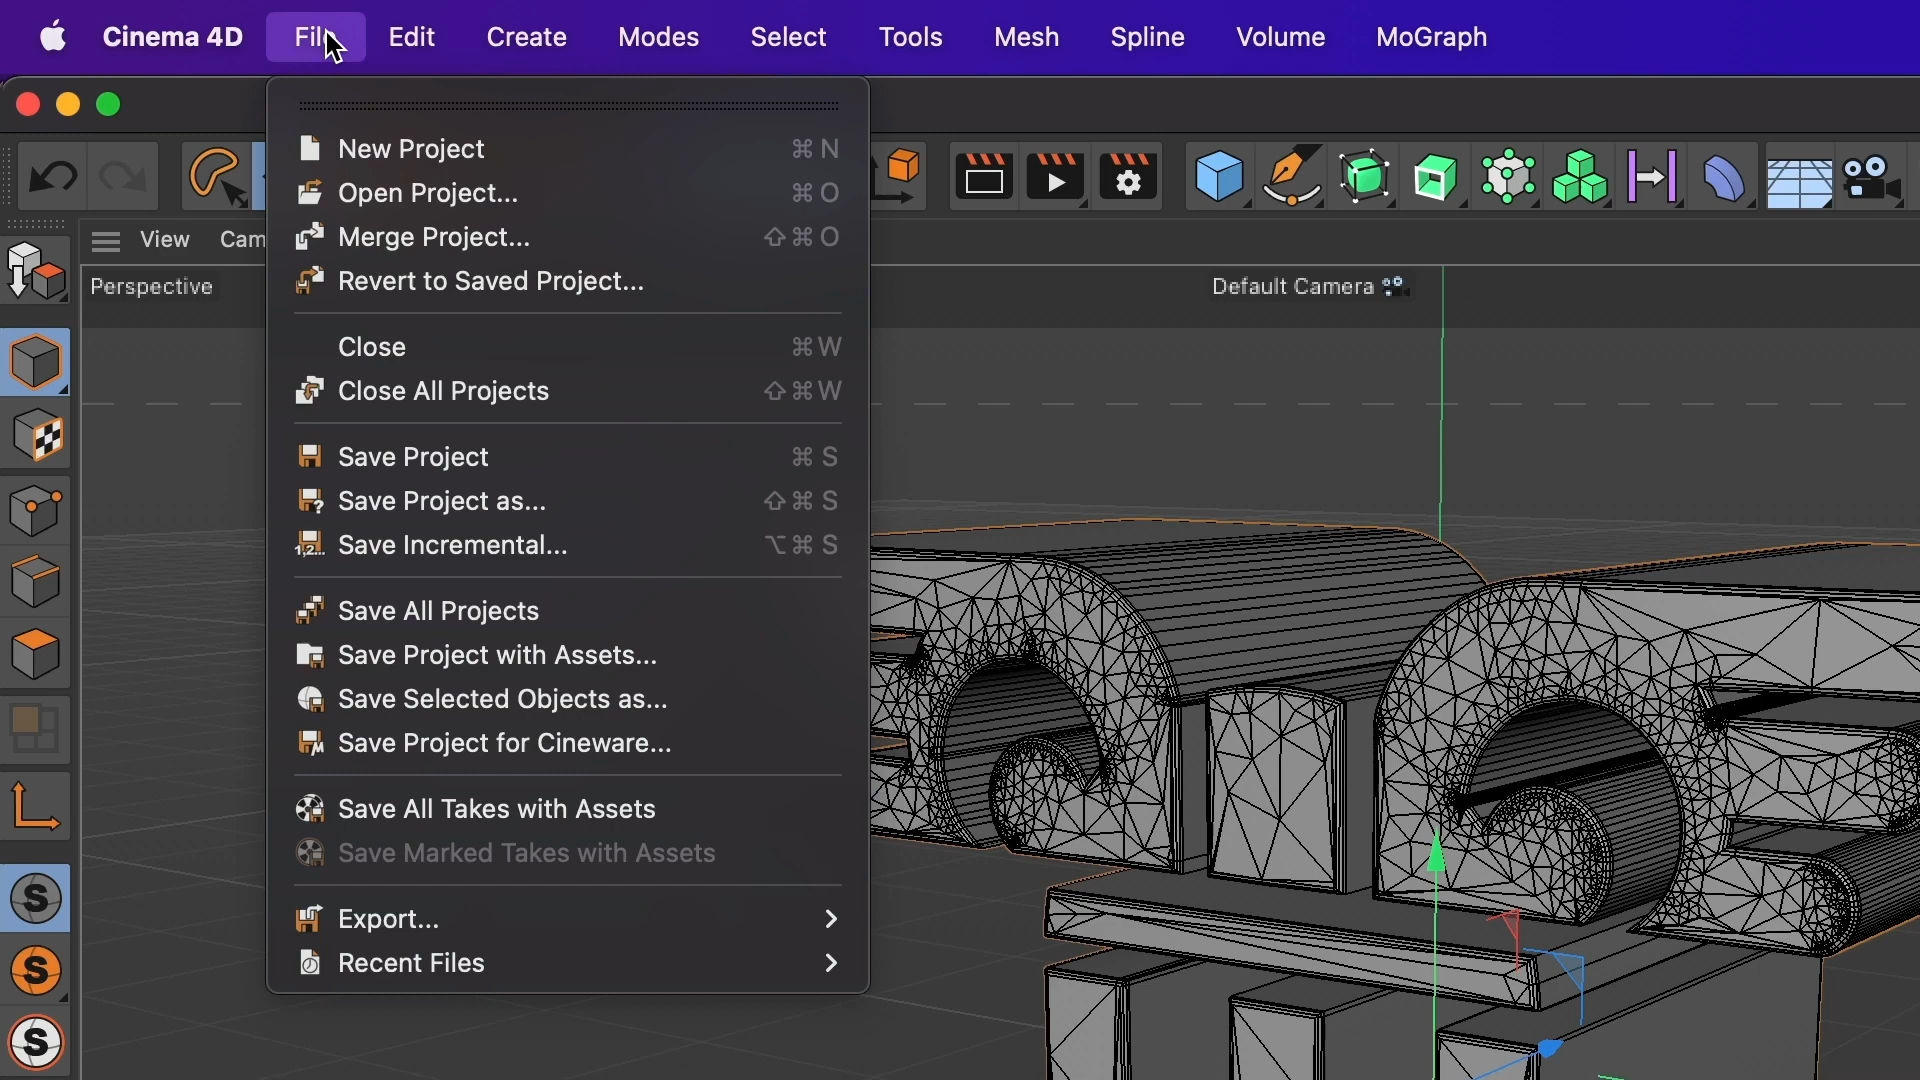 Cinema 4D File Edit Create Modes Select Tools Mesh Spline Volume MoGraph
New Project ⌘ N
Open Project... ⌘ O
Merge Project... ⇧ ⌘ O
Revert to Saved Project...
Close ⌘ W
Close All Projects ⇧ ⌘ W
Save Project ⌘ S
Save Project as... ⇧ ⌘ S
Save Incremental... ⌥ ⌘ S
Save All Projects
Save Project with Assets...
Save Selected Objects as...
Save Project for Cineware...
Save All Takes with Assets
Save Marked Takes with Assets
Export...
Recent Files
View Cam
Perspective
Default Camera
S
S
S